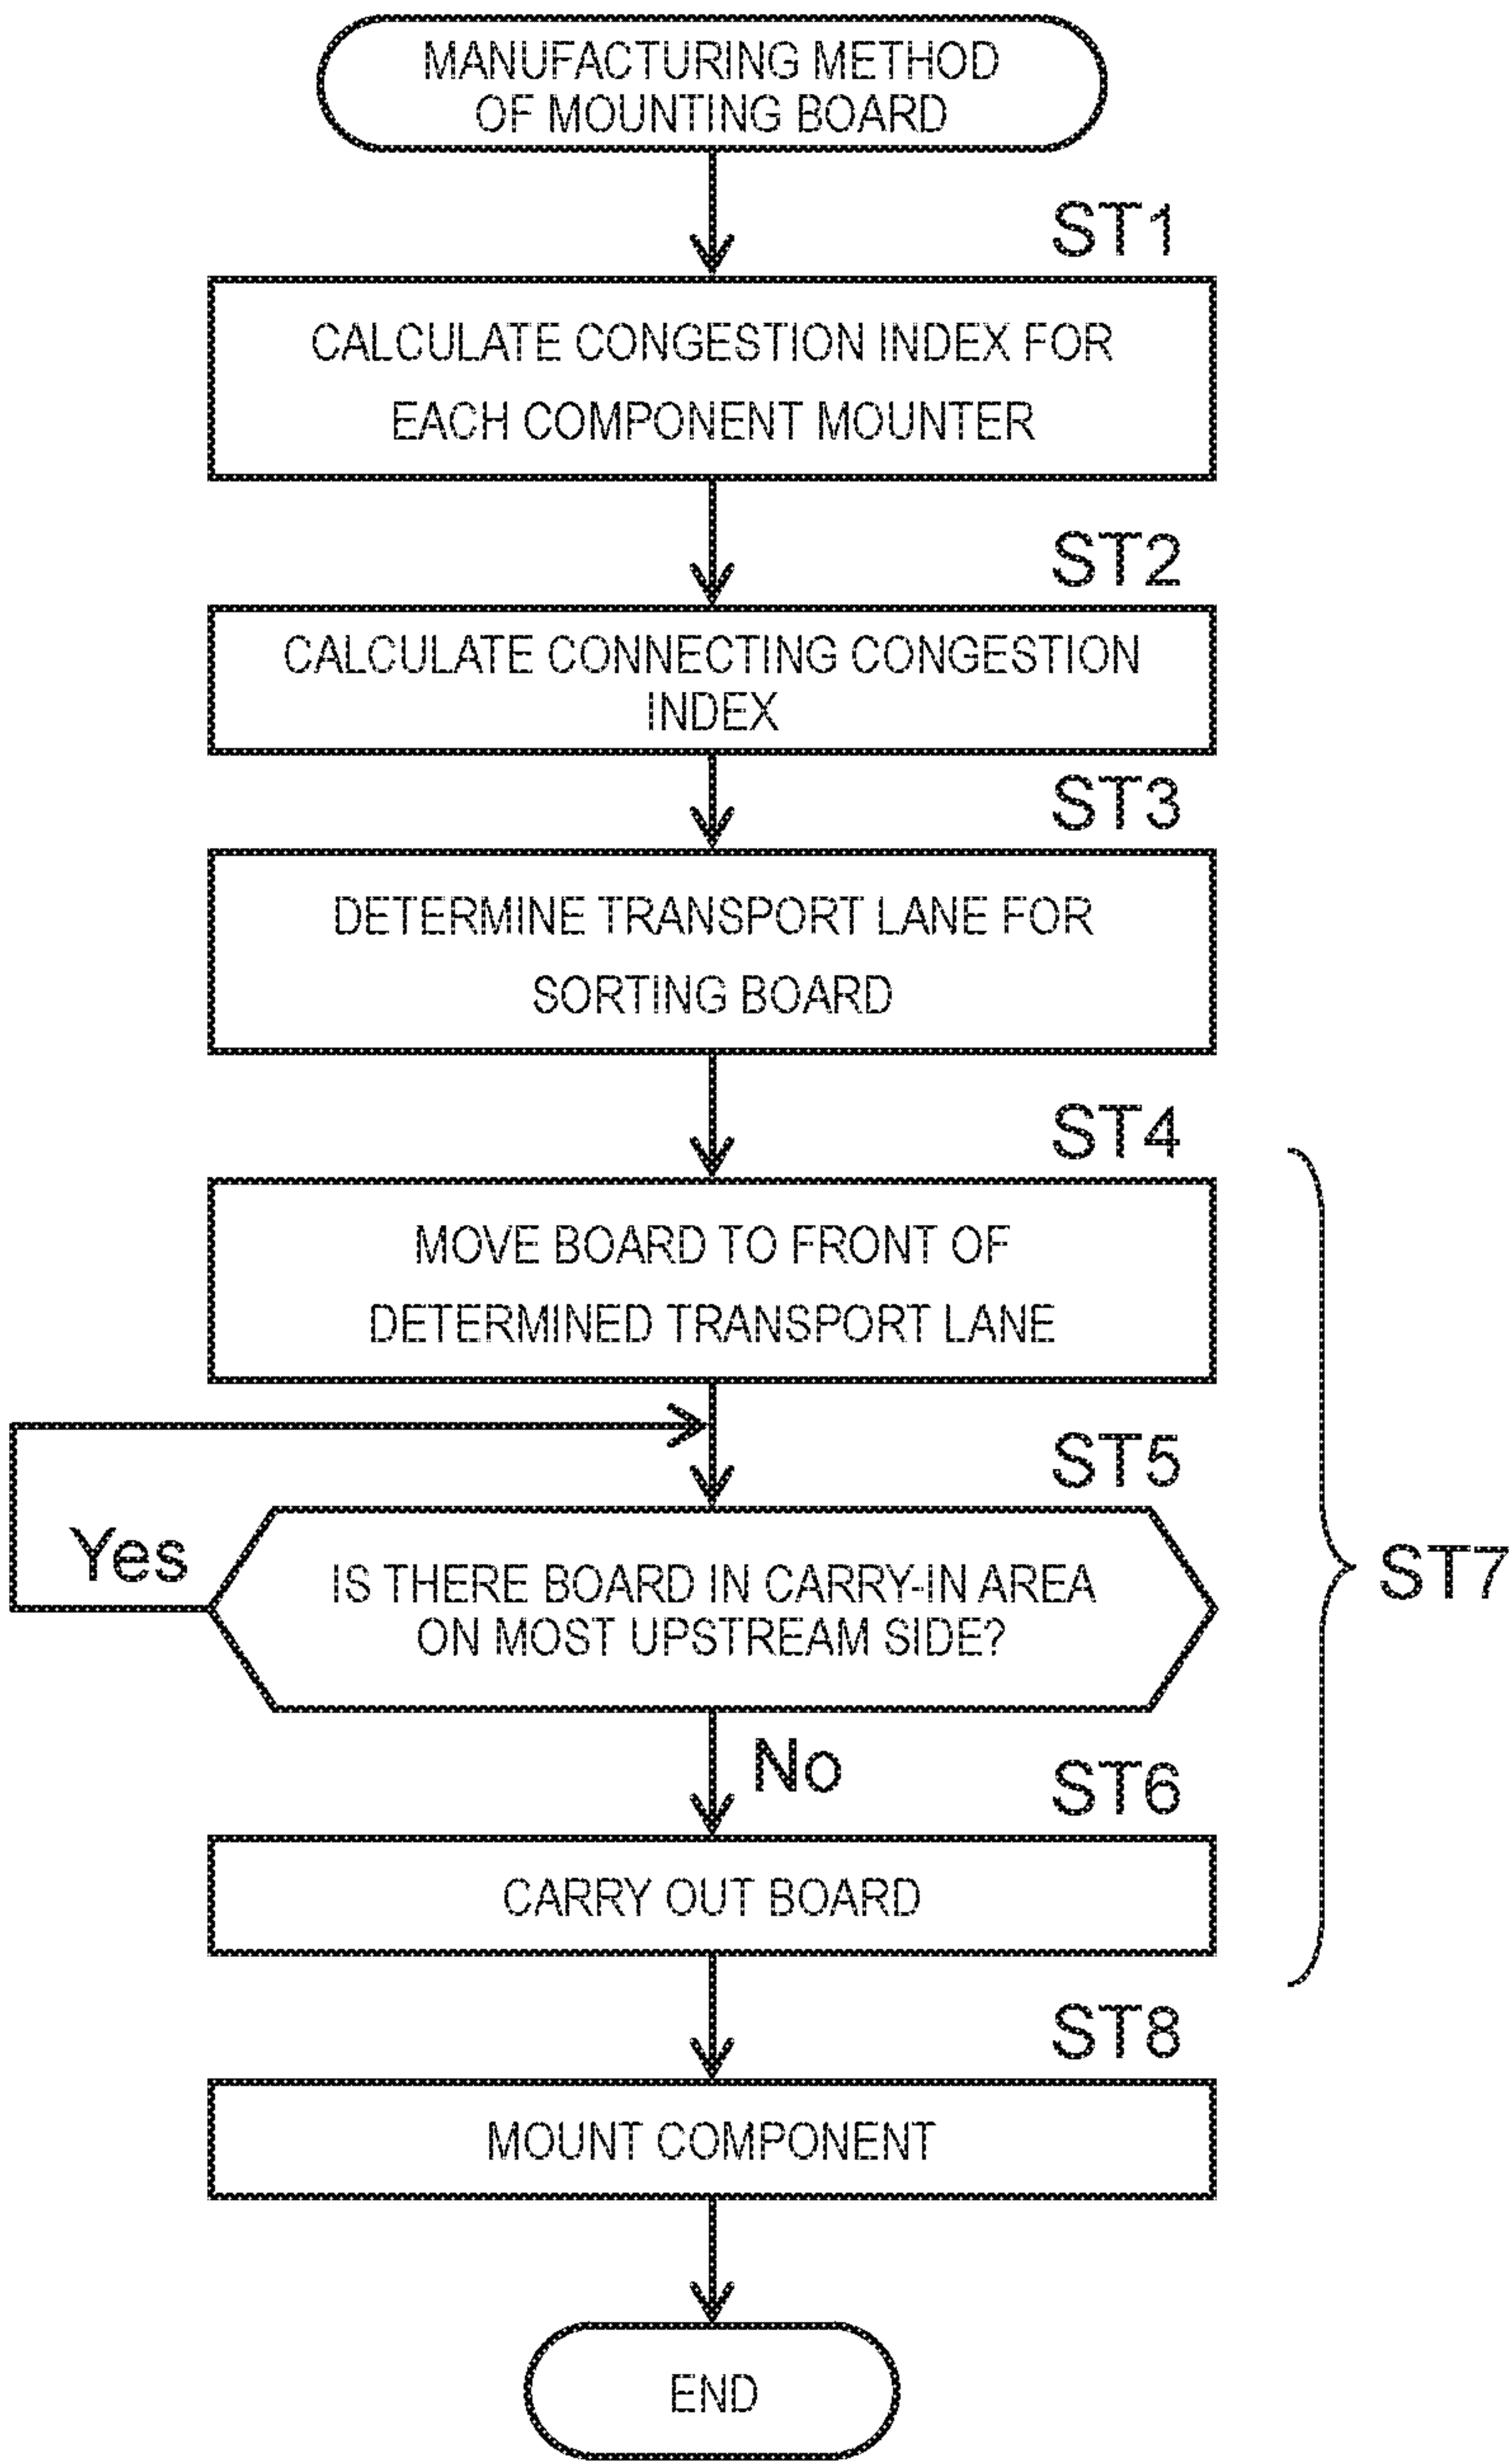 MANUFACTURING METHOD
OF MOUNTING BOARD
ST1
CALCULATE CONGESTION INDEX FOR
EACH COMPONENT MOUNTER
ST2
CALCULATE CONNECTING CONGESTION
INDEX
ST3
DETERMINE TRANSPORT LANE FOR
SORTING BOARD
ST4
MOVE BOARD TO FRONT OF
DETERMINED TRANSPORT LANE
ST5
Yes
IS THERE BOARD IN CARRY-IN AREA
ON MOST UPSTREAM SIDE?
ST7
No
ST6
CARRY OUT BOARD
ST8
MOUNT COMPONENT
END